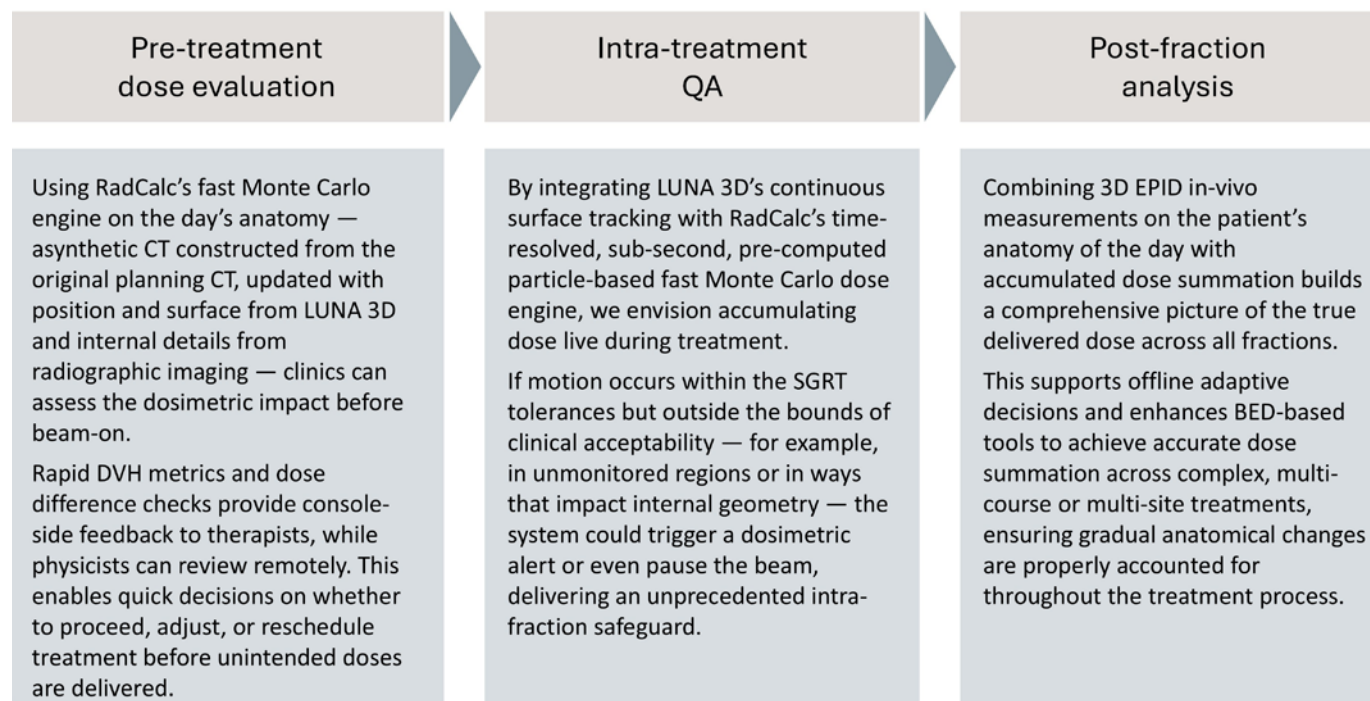 Pre-treatment
dose evaluation
Intra-treatment
QA
Post-fraction
analysis
Using RadCalc’s fast Monte Carlo
engine on the day’s anatomy —
asynthetic CT constructed from the
original planning CT, updated with
position and surface from LUNA 3D
and internal details from
radiographic imaging — clinics can
assess the dosimetric impact before
beam-on.
Rapid DVH metrics and dose
difference checks provide console-
side feedback to therapists, while
physicists can review remotely. This
enables quick decisions on whether
to proceed, adjust, or reschedule
treatment before unintended doses
are delivered.
By integrating LUNA 3D’s continuous
surface tracking with RadCalc’s time-
resolved, sub-second, pre-computed
particle-based fast Monte Carlo dose
engine, we envision accumulating
dose live during treatment.
If motion occurs within the SGRT
tolerances but outside the bounds of
clinical acceptability — for example,
in unmonitored regions or in ways
that impact internal geometry — the
system could trigger a dosimetric
alert or even pause the beam,
delivering an unprecedented intra-
fraction safeguard.
Combining 3D EPID in-vivo
measurements on the patient’s
anatomy of the day with
accumulated dose summation builds
a comprehensive picture of the true
delivered dose across all fractions.
This supports offline adaptive
decisions and enhances BED-based
tools to achieve accurate dose
summation across complex, multi-
course or multi-site treatments,
ensuring gradual anatomical changes
are properly accounted for
throughout the treatment process.